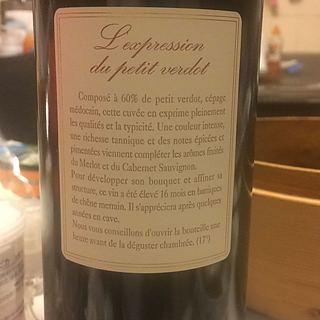 L'expression
du petit verdot
Composé à 60% de petit verdot, cépage
médocain, cette cuvée en exprime pleinement
les qualités et la typicité. Une couleur intense,
une richesse tannique et des notes épicées et
pimentées viennent compléter les arômes fruités
du Merlot et du Cabernet Sauvignon.
Pour développer son bouquet et affiner sa
structure, ce vin a été élevé 16 mois en barriques
de chêne merrain. Il s'appréciera après quelques
années en cave.
Nous vous conseillons d'ouvrir la bouteille une
heure avant de la déguster chambrée. (17°)